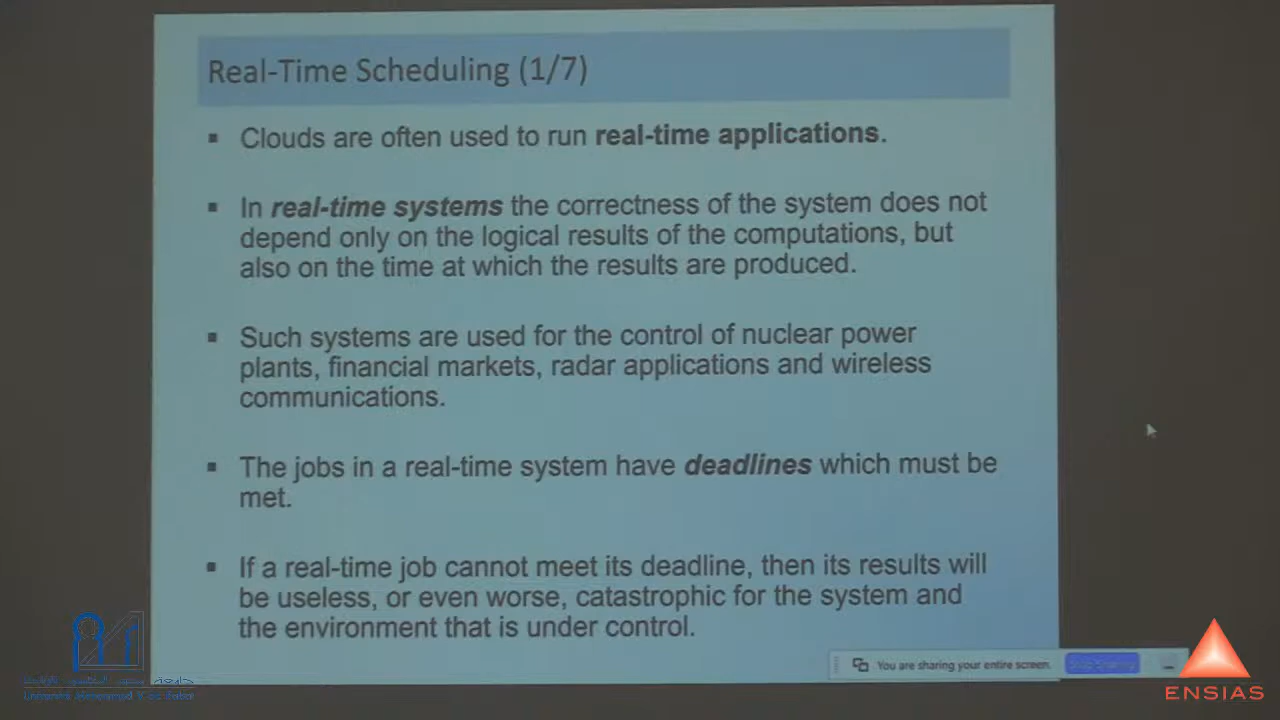 Real-Time Scheduling (1/7)
▪ Clouds are often used to run real-time applications.
▪ In real-time systems the correctness of the system does not
depend only on the logical results of the computations, but
also on the time at which the results are produced.
▪ Such systems are used for the control of nuclear power
plants, financial markets, radar applications and wireless
communications.
▪ The jobs in a real-time system have deadlines which must be
met.
▪ If a real-time job cannot meet its deadline, then its results will
be useless, or even worse, catastrophic for the system and
the environment that is under control.
You are sharing your entire screen.
Stop Sharing
ENSIAS